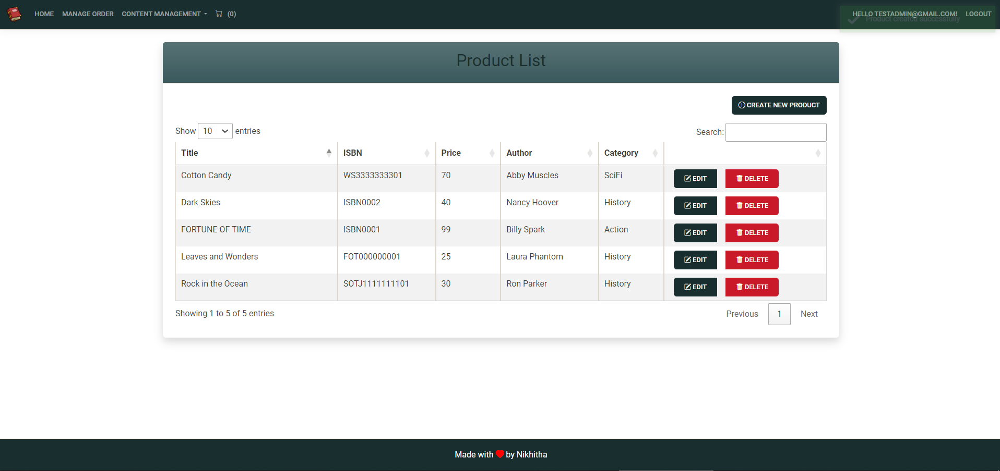 HOME MANAGE ORDER CONTENT MANAGEMENT (0) HELLO TESTADMIN@GMAIL.COM! LOGOUT
Product created successfully
Product List
CREATE NEW PRODUCT
Show 10 entries Search:
Title ISBN Price Author Category
Cotton Candy WS3333333301 70 Abby Muscles SciFi EDIT DELETE
Dark Skies ISBN0002 40 Nancy Hoover History EDIT DELETE
FORTUNE OF TIME ISBN0001 99 Billy Spark Action EDIT DELETE
Leaves and Wonders FOT000000001 25 Laura Phantom History EDIT DELETE
Rock in the Ocean SOTJ1111111101 30 Ron Parker History EDIT DELETE
Showing 1 to 5 of 5 entries Previous 1 Next
Made with by Nikhitha